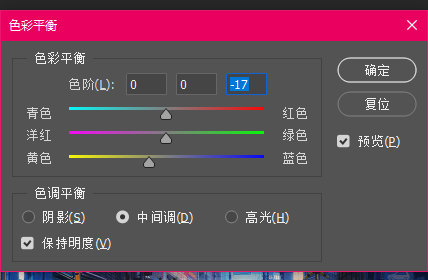 色彩平衡
色彩平衡
色阶(L): 0 0 -17
青色 红色
洋红 绿色
黄色 蓝色
确定
复位
预览(P)
色调平衡
阴影(S) 中间调(D) 高光(H)
保持明度(V)